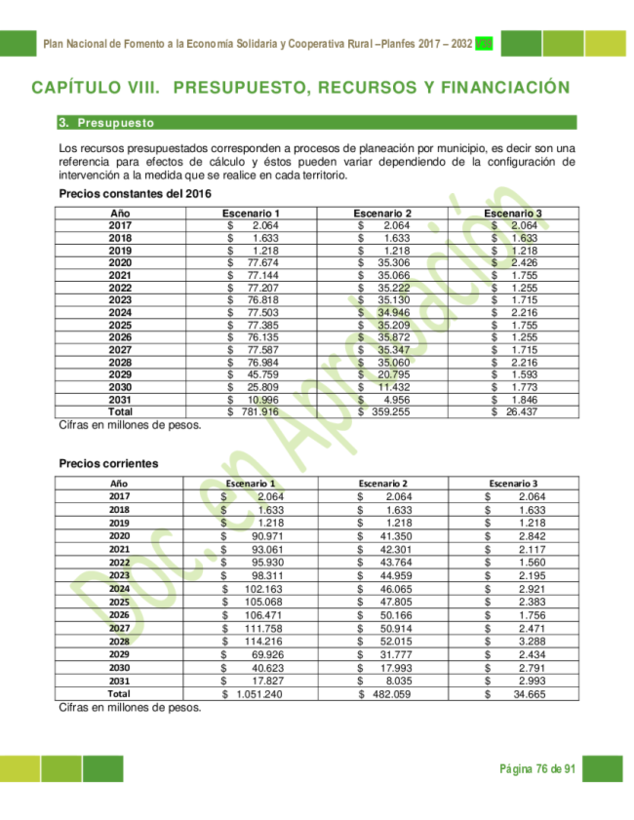 Plan Nacional de Fomento a la Economía Solidaria y Cooperativa Rural –Planfes 2017 – 2032 v39
CAPÍTULO VIII. PRESUPUESTO, RECURSOS Y FINANCIACIÓN
3. Presupuesto
Los recursos presupuestados corresponden a procesos de planeación por municipio, es decir son una
referencia para efectos de cálculo y éstos pueden variar dependiendo de la configuración de
intervención a la medida que se realice en cada territorio.
Precios constantes del 2016
Año Escenario 1 Escenario 2 Escenario 3
2017 $ 2.064 $ 2.064 $ 2.064
2018 $ 1.633 $ 1.633 $ 1.633
2019 $ 1.218 $ 1.218 $ 1.218
2020 $ 77.674 $ 35.306 $ 2.426
2021 $ 77.144 $ 35.066 $ 1.755
2022 $ 77.207 $ 35.222 $ 1.255
2023 $ 76.818 $ 35.130 $ 1.715
2024 $ 77.503 $ 34.946 $ 2.216
2025 $ 77.385 $ 35.209 $ 1.755
2026 $ 76.135 $ 35.872 $ 1.255
2027 $ 77.587 $ 35.347 $ 1.715
2028 $ 76.984 $ 35.060 $ 2.216
2029 $ 45.759 $ 20.795 $ 1.593
2030 $ 25.809 $ 11.432 $ 1.773
2031 $ 10.996 $ 4.956 $ 1.846
Total $ 781.916 $ 359.255 $ 26.437
Cifras en millones de pesos.
Precios corrientes
Año Escenario 1 Escenario 2 Escenario 3
2017 $ 2.064 $ 2.064 $ 2.064
2018 $ 1.633 $ 1.633 $ 1.633
2019 $ 1.218 $ 1.218 $ 1.218
2020 $ 90.971 $ 41.350 $ 2.842
2021 $ 93.061 $ 42.301 $ 2.117
2022 $ 95.930 $ 43.764 $ 1.560
2023 $ 98.311 $ 44.959 $ 2.195
2024 $ 102.163 $ 46.065 $ 2.921
2025 $ 105.068 $ 47.805 $ 2.383
2026 $ 106.471 $ 50.166 $ 1.756
2027 $ 111.758 $ 50.914 $ 2.471
2028 $ 114.216 $ 52.015 $ 3.288
2029 $ 69.926 $ 31.777 $ 2.434
2030 $ 40.623 $ 17.993 $ 2.791
2031 $ 17.827 $ 8.035 $ 2.993
Total $ 1.051.240 $ 482.059 $ 34.665
Cifras en millones de pesos.
Doc. en Aprobación
Página 76 de 91